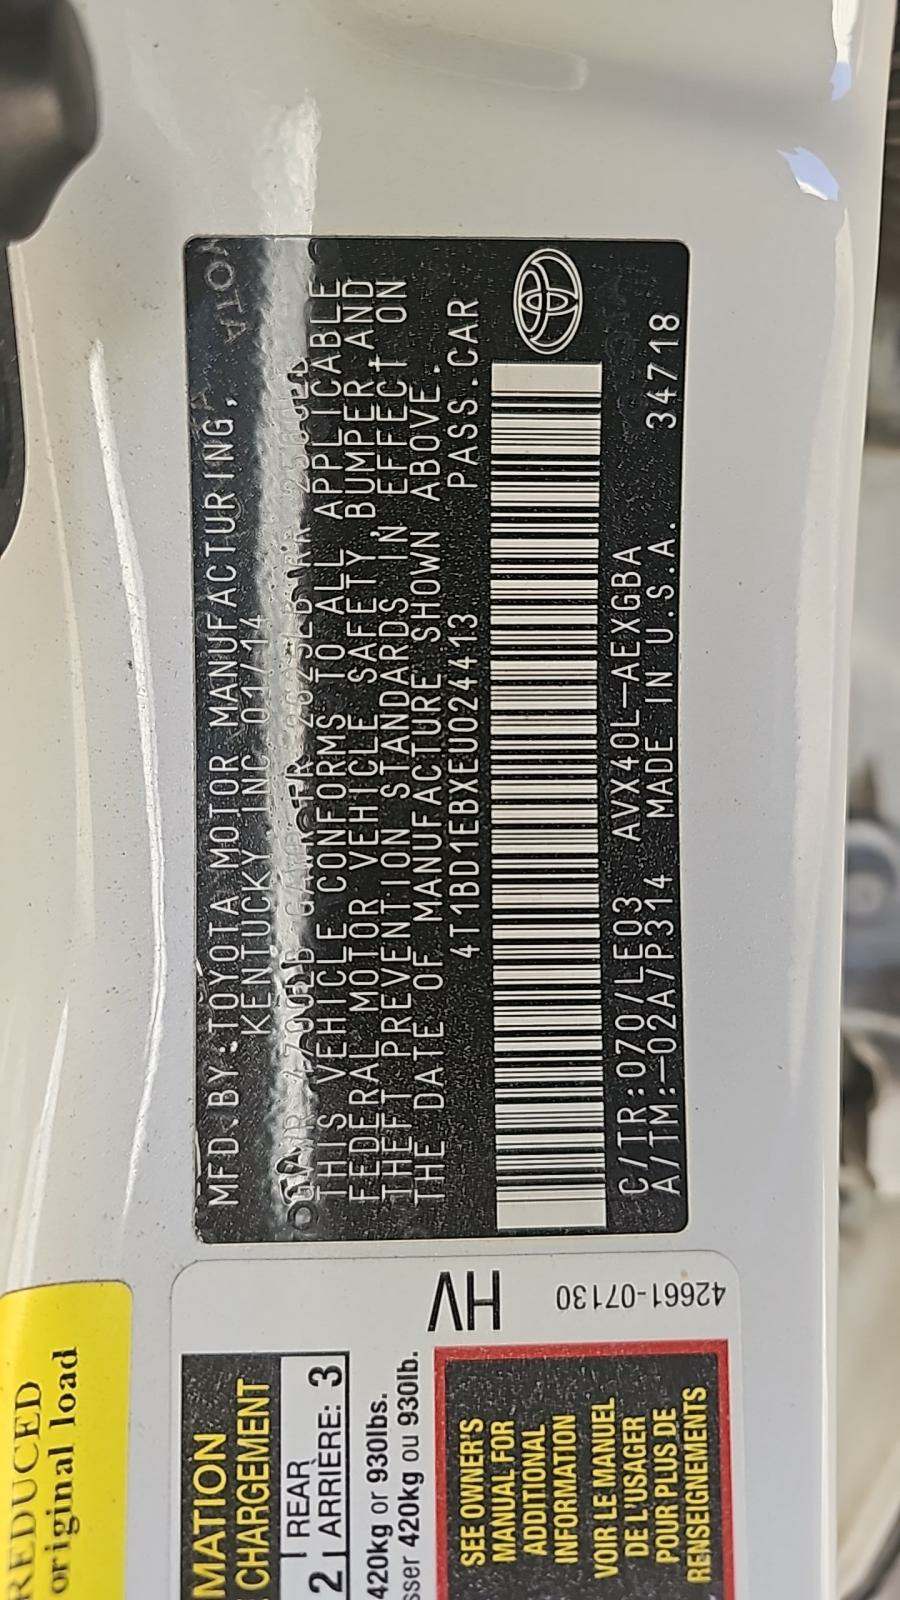 MFD.BY:TOYOTA MOTOR MANUFACTURING,
KENTUCKY INC 01/14
THIS VEHICLE CONFORMS TO ALL APPLICABLE
FEDERAL MOTOR VEHICLE SAFETY, BUMPER AND
THEFT PREVENTION STANDARDS IN EFFECT ON
THE DATE OF MANUFACTURE SHOWN ABOVE.
4T1BD1EBXEU024413 PASS.CAR
C/TR:070/LE03 AVX40L-AEXGBA 34718
A/TM:-02A/P314 MADE IN U.S.A.
HV
42661-07130
REDUCED
original load
MATION
CHARGEMENT
2 REAR
ARRIERE: 3
420kg or 930lbs.
sser 420kg ou 930lb.
SEE OWNER'S
MANUAL FOR
ADDITIONAL
INFORMATION
VOIR LE MANUEL
DE L'USAGER
POUR PLUS DE
RENSEIGNEMENTS